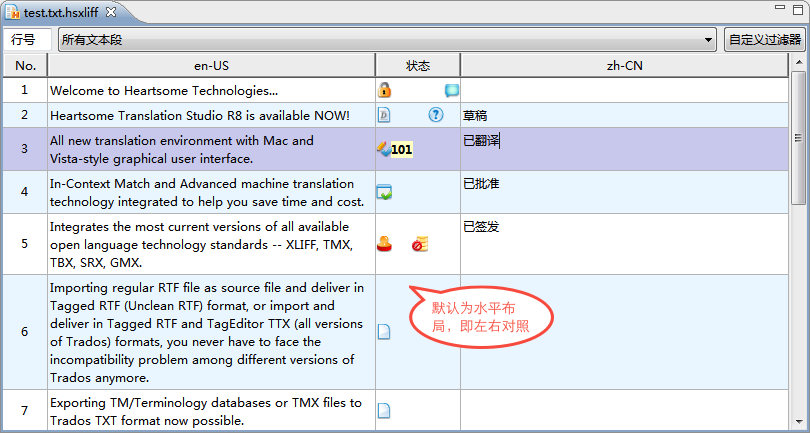 test.txt.hsxliff
行号 所有文本段 自定义过滤器
No. en-US 状态 zh-CN
1 Welcome to Heartsome Technologies...
2 Heartsome Translation Studio R8 is available NOW! 草稿
3 All new translation environment with Mac and
Vista-style graphical user interface. 101 已翻译
4 In-Context Match and Advanced machine translation
technology integrated to help you save time and cost. 已批准
5 Integrates the most current versions of all available
open language technology standards -- XLIFF, TMX,
TBX, SRX, GMX. 已签发
6 Importing regular RTF file as source file and deliver in
Tagged RTF (Unclean RTF) format, or import and
deliver in Tagged RTF and TagEditor TTX (all versions
of Trados) formats, you never have to face the
incompatibility problem among different versions of
Trados anymore.
默认为水平布
局，即左右对照
7 Exporting TM/Terminology databases or TMX files to
Trados TXT format now possible.